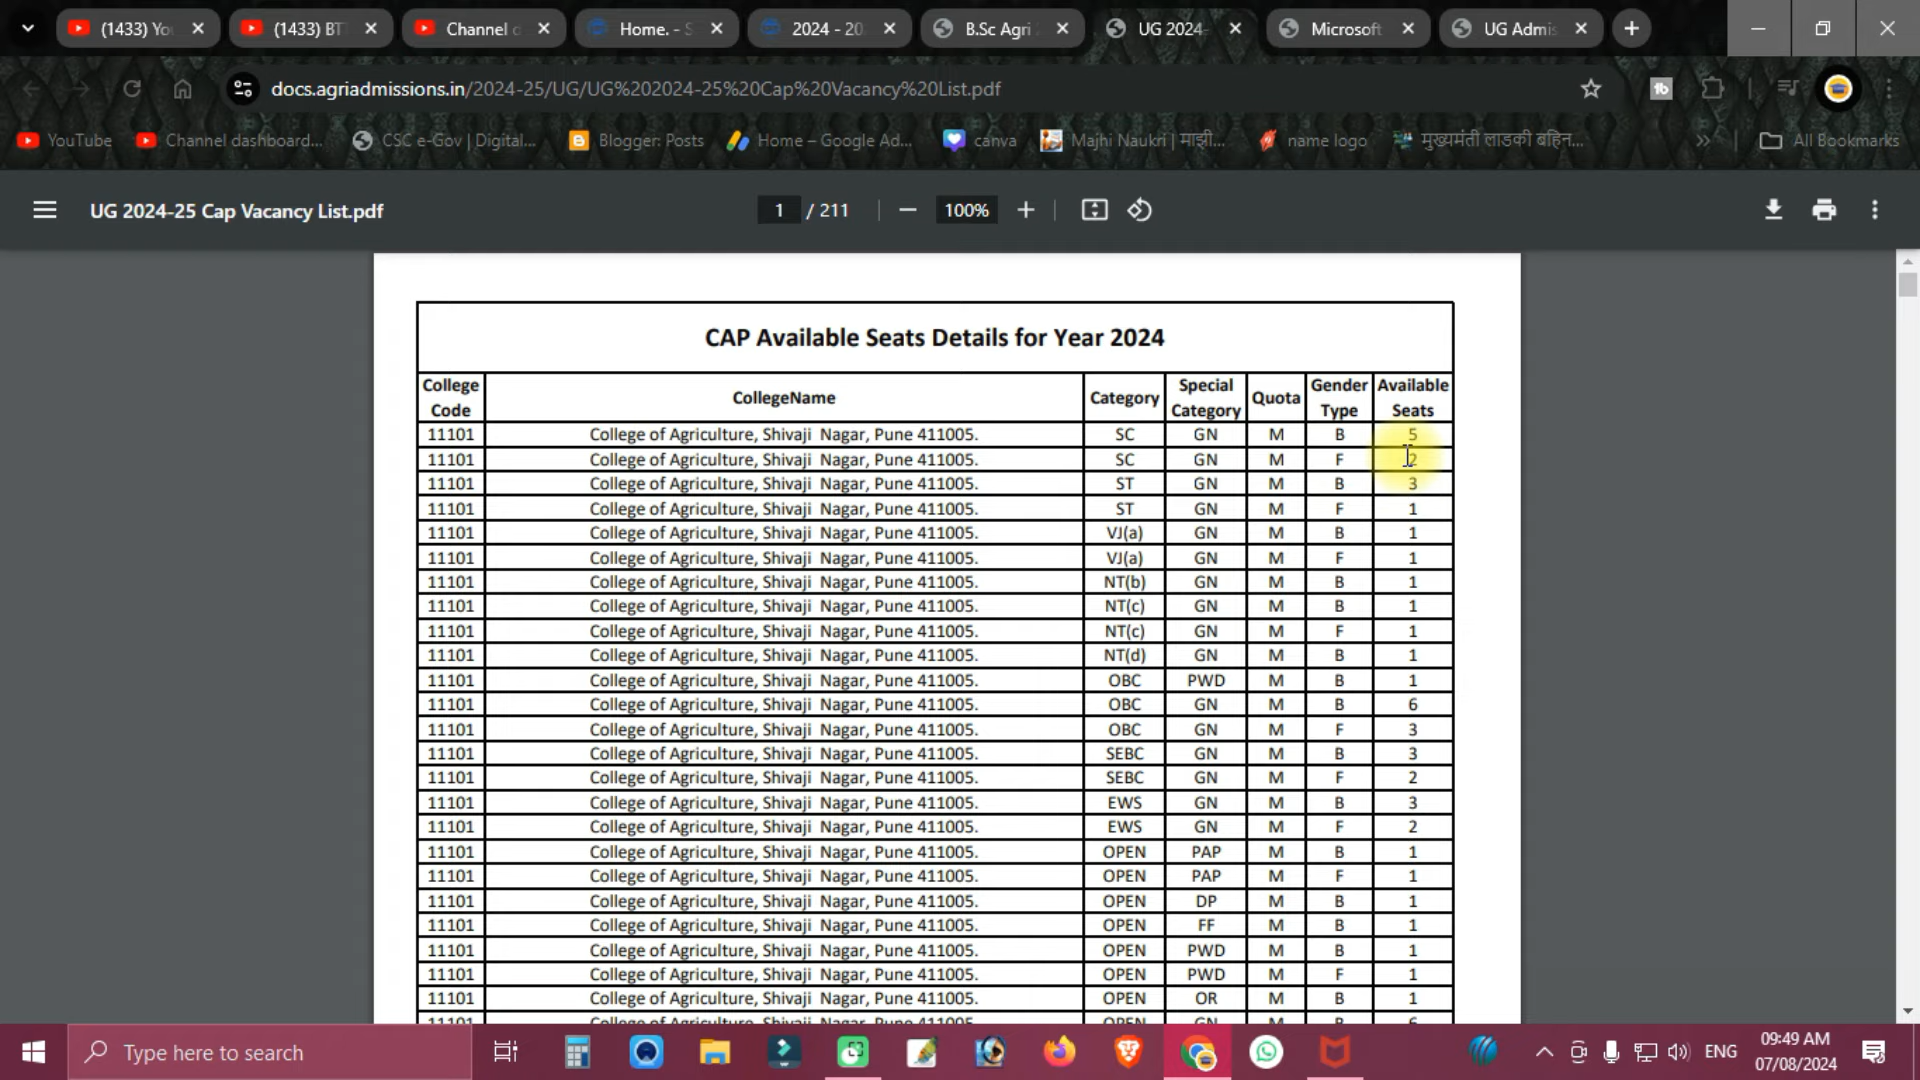 (1433) Yo
(1433) BT
Channel
Home. - S
2024 - 20
B.Sc Agri
UG 2024-
Microsoft
UG Admis
docs.agriadmissions.in/2024-25/UG/UG%202024-25%20Cap%20Vacancy%20List.pdf
YouTube
Channel dashboard...
CSC e-Gov | Digital...
Blogger: Posts
Home – Google Ad...
canva
Majhi Naukri | माझी...
name logo
मुख्यमंती लाडकी बहिन...
»
All Bookmarks
UG 2024-25 Cap Vacancy List.pdf
1 / 211
100%
CAP Available Seats Details for Year 2024
College Code CollegeName Category Special Category Quota Gender Type Available Seats
11101 College of Agriculture, Shivaji Nagar, Pune 411005. SC GN M B 5
11101 College of Agriculture, Shivaji Nagar, Pune 411005. SC GN M F 2
11101 College of Agriculture, Shivaji Nagar, Pune 411005. ST GN M B 3
11101 College of Agriculture, Shivaji Nagar, Pune 411005. ST GN M F 1
11101 College of Agriculture, Shivaji Nagar, Pune 411005. VJ(a) GN M B 1
11101 College of Agriculture, Shivaji Nagar, Pune 411005. VJ(a) GN M F 1
11101 College of Agriculture, Shivaji Nagar, Pune 411005. NT(b) GN M B 1
11101 College of Agriculture, Shivaji Nagar, Pune 411005. NT(c) GN M B 1
11101 College of Agriculture, Shivaji Nagar, Pune 411005. NT(c) GN M F 1
11101 College of Agriculture, Shivaji Nagar, Pune 411005. NT(d) GN M B 1
11101 College of Agriculture, Shivaji Nagar, Pune 411005. OBC PWD M B 1
11101 College of Agriculture, Shivaji Nagar, Pune 411005. OBC GN M B 6
11101 College of Agriculture, Shivaji Nagar, Pune 411005. OBC GN M F 3
11101 College of Agriculture, Shivaji Nagar, Pune 411005. SEBC GN M B 3
11101 College of Agriculture, Shivaji Nagar, Pune 411005. SEBC GN M F 2
11101 College of Agriculture, Shivaji Nagar, Pune 411005. EWS GN M B 3
11101 College of Agriculture, Shivaji Nagar, Pune 411005. EWS GN M F 2
11101 College of Agriculture, Shivaji Nagar, Pune 411005. OPEN PAP M B 1
11101 College of Agriculture, Shivaji Nagar, Pune 411005. OPEN PAP M F 1
11101 College of Agriculture, Shivaji Nagar, Pune 411005. OPEN DP M B 1
11101 College of Agriculture, Shivaji Nagar, Pune 411005. OPEN FF M B 1
11101 College of Agriculture, Shivaji Nagar, Pune 411005. OPEN PWD M B 1
11101 College of Agriculture, Shivaji Nagar, Pune 411005. OPEN PWD M F 1
11101 College of Agriculture, Shivaji Nagar, Pune 411005. OPEN OR M B 1
Type here to search
ENG
09:49 AM
07/08/2024